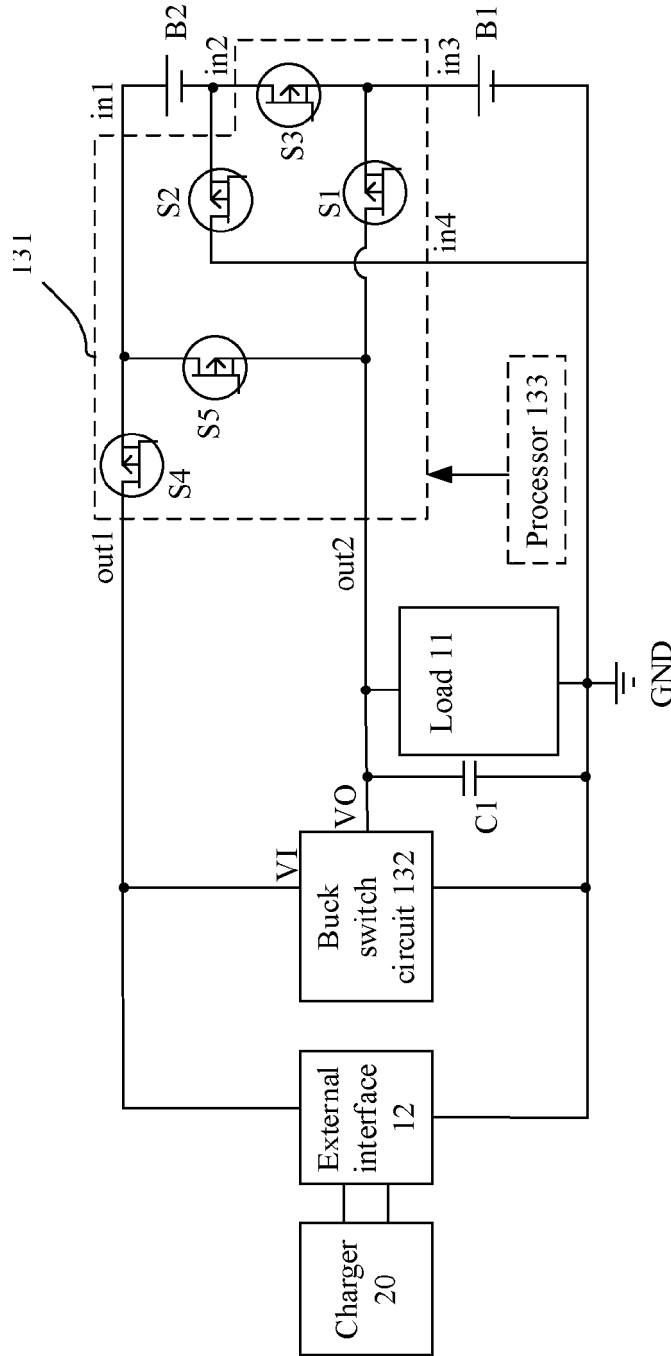 131
in1
B2
out1
S4
S5
S2
in2
S3
S1
in3
B1
in4
out2
VI
VO
Charger
20
External
interface
12
Buck
switch
circuit 132
C1
Load 11
Processor 133
GND